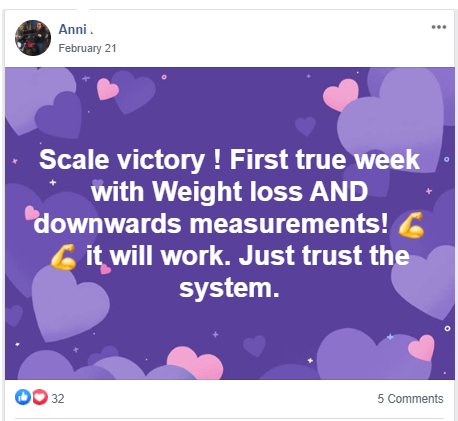 Anni .
February 21
Scale victory ! First true week
with Weight loss AND
downwards measurements! 💪
💪 it will work. Just trust the
system.
32
5 Comments